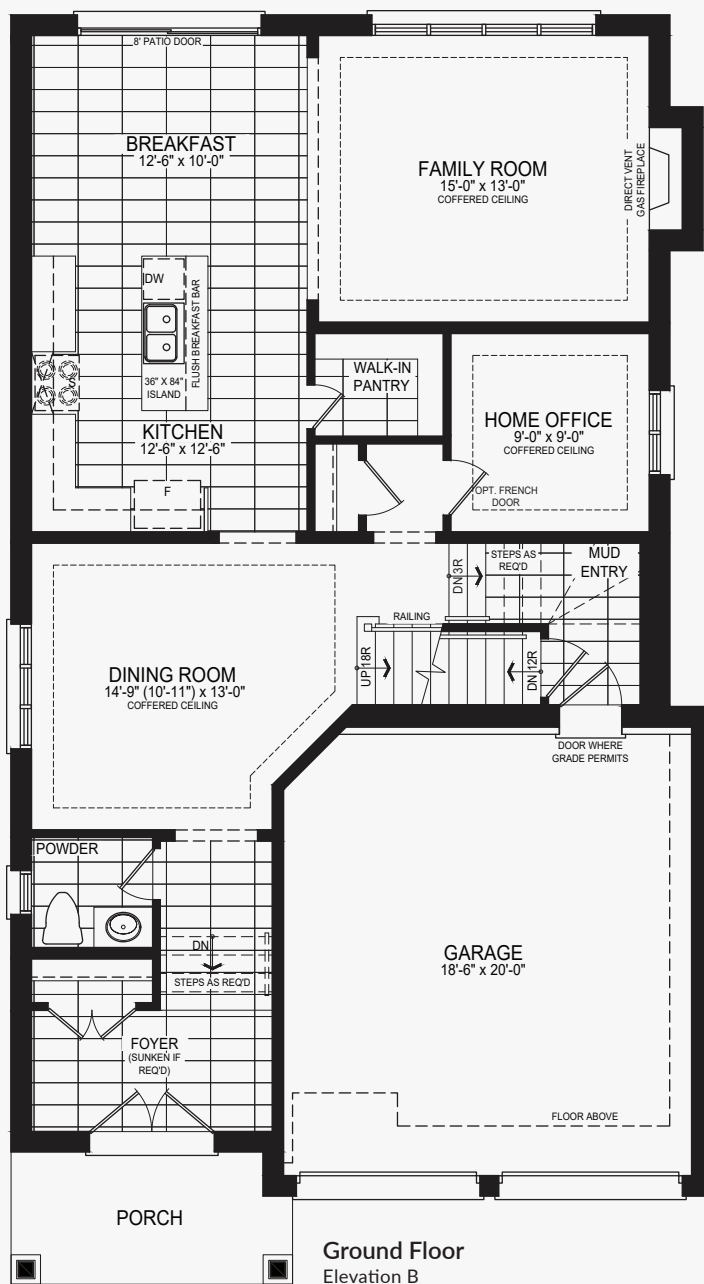 8' PATIO DOOR
BREAKFAST
12'-6" x 10'-0"
FAMILY ROOM
15'-0" x 13'-0"
COFFERED CEILING
DIRECT VENT
GAS FIREPLACE
DW
FLUSH BREAKFAST BAR
36" X 84"
ISLAND
S
KITCHEN
12'-6" x 12'-6"
F
WALK-IN
PANTRY
HOME OFFICE
9'-0" x 9'-0"
COFFERED CEILING
OPT. FRENCH
DOOR
DN 3R
STEPS AS
REQ'D
MUD
ENTRY
RAILING
UP 18R
DN 12R
DINING ROOM
14'-9" (10'-11") x 13'-0"
COFFERED CEILING
DOOR WHERE
GRADE PERMITS
POWDER
DN
STEPS AS REQ'D
GARAGE
18'-6" x 20'-0"
FOYER
(SUNKEN IF
REQ'D)
FLOOR ABOVE
PORCH
Ground Floor
Elevation B